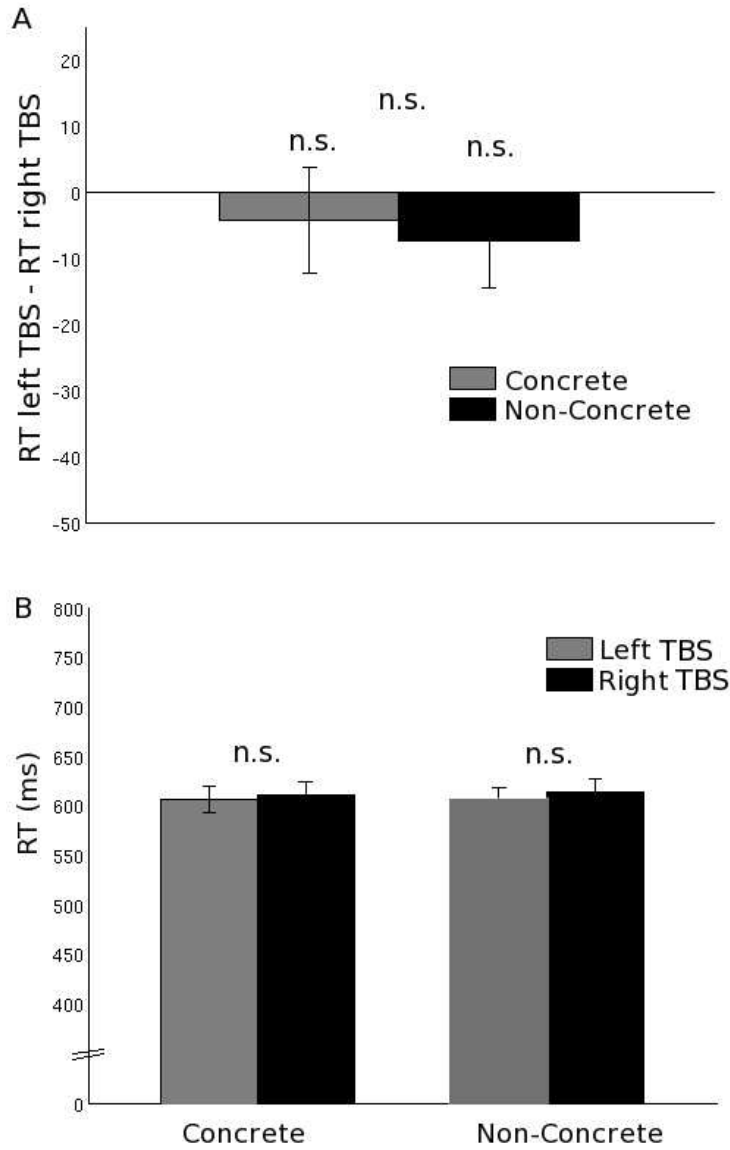 A
20
10
0
-10
-20
-30
-40
-50
RT left TBS - RT right TBS
n.s.
n.s.
n.s.
Concrete
Non-Concrete
B
800
750
700
650
600
550
500
450
400
0
RT (ms)
Left TBS
Right TBS
n.s.
n.s.
Concrete
Non-Concrete